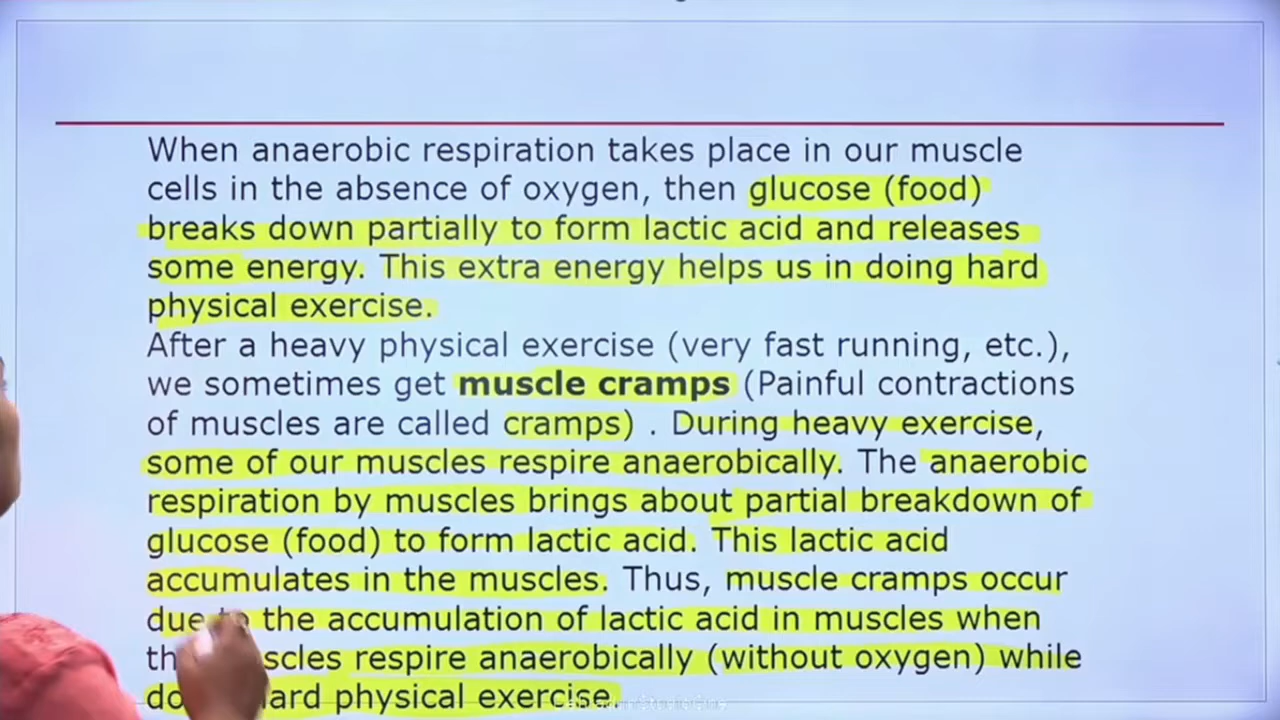 When anaerobic respiration takes place in our muscle
cells in the absence of oxygen, then glucose (food)
breaks down partially to form lactic acid and releases
some energy. This extra energy helps us in doing hard
physical exercise.
After a heavy physical exercise (very fast running, etc.),
we sometimes get muscle cramps (Painful contractions
of muscles are called cramps) . During heavy exercise,
some of our muscles respire anaerobically. The anaerobic
respiration by muscles brings about partial breakdown of
glucose (food) to form lactic acid. This lactic acid
accumulates in the muscles. Thus, muscle cramps occur
due to the accumulation of lactic acid in muscles when
respire anaerobically (without oxygen) while
physical exercise.